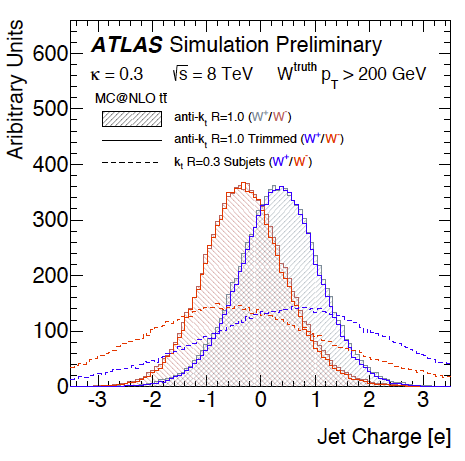 ATLAS Simulation Preliminary
κ = 0.3 √s = 8 TeV W^truth p_T > 200 GeV
MC@NLO tt̄
anti-k_t R=1.0 (W⁺/W⁻)
anti-k_t R=1.0 Trimmed (W⁺/W⁻)
k_t R=0.3 Subjets (W⁺/W⁻)
Aribitrary Units
600
500
400
300
200
100
0
-3 -2 -1 0 1 2 3
Jet Charge [e]